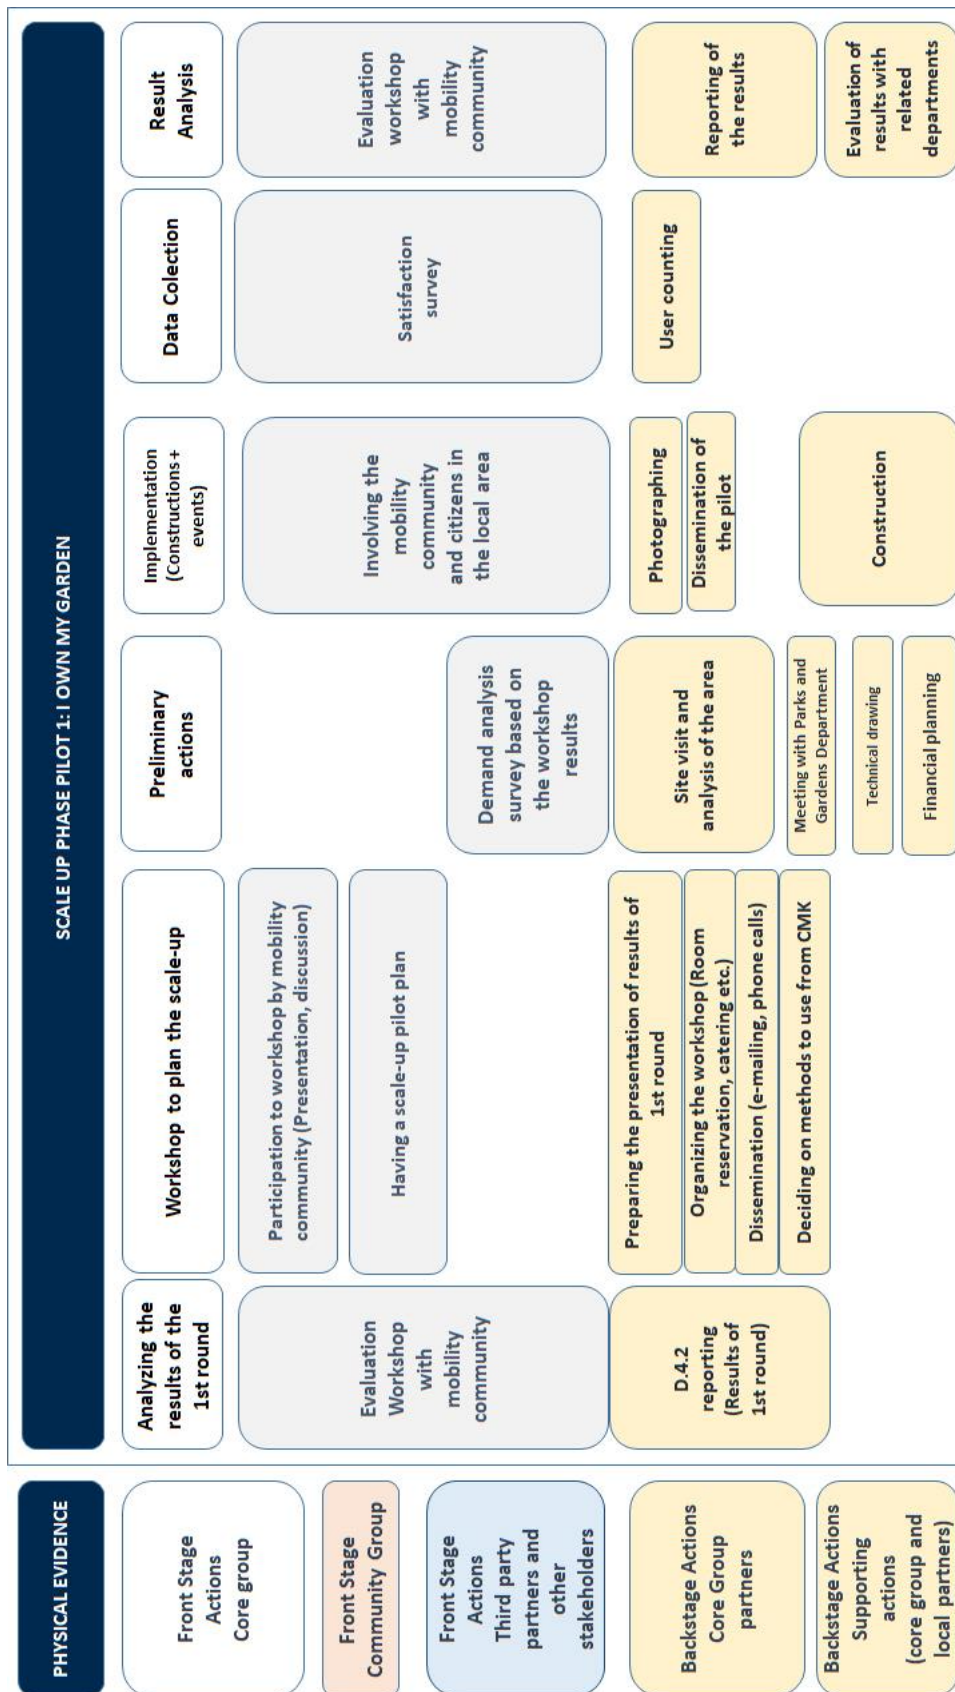 PHYSICAL EVIDENCE
SCALE UP PHASE PILOT 1: I OWN MY GARDEN
Front Stage
Actions
Core group
Analyzing the
results of the
1st round
Workshop to plan the scale-up
Preliminary
actions
Implementation
(Constructions+
events)
Data Colection
Result
Analysis
Front Stage
Community Group
Front Stage
Actions
Third party
partners and
other
stakeholders
Evaluation
Workshop
with
mobility
community
Participation to workshop by mobility
community (Presentation, discussion)
Having a scale-up pilot plan
Demand analysis
survey based on
the workshop
results
Involving the
mobility
community
and citizens in
the local area
Satisfaction
survey
Evaluation
workshop
with
mobility
community
Backstage Actions
Core Group
partners
D.4.2
reporting
(Results of
1st round)
Preparing the presentation of results of
1st round
Organizing the workshop (Room
reservation, catering etc.)
Dissemination (e-mailing, phone calls)
Deciding on methods to use from CMK
Site visit and
analysis of the area
Photographing
Dissemination of
the pilot
User counting
Reporting of
the results
Backstage Actions
Supporting
actions
(core group and
local partners)
Meeting with Parks and
Gardens Department
Technical drawing
Financial planning
Construction
Evaluation of
results with
related
departments